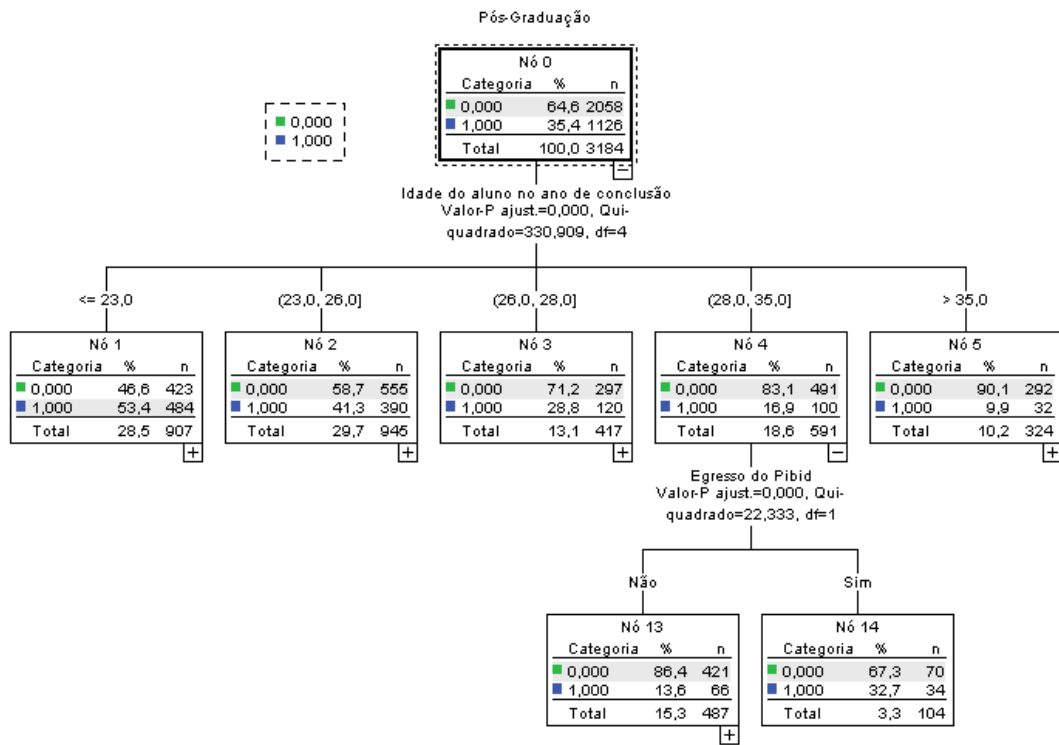 Pós-Graduação
Nó 0
Categoria % n
0,000 64,6 2058
1,000 35,4 1126
Total 100,0 3184
0,000
1,000
Idade do aluno no ano de conclusão
Valor-P ajust.=0,000, Qui-
quadrado=330,909, df=4
<= 23,0
(23,0, 26,0]
(26,0, 28,0]
(28,0, 35,0]
> 35,0
Nó 1
Categoria % n
0,000 46,6 423
1,000 53,4 484
Total 28,5 907
Nó 2
Categoria % n
0,000 58,7 555
1,000 41,3 390
Total 29,7 945
Nó 3
Categoria % n
0,000 71,2 297
1,000 28,8 120
Total 13,1 417
Nó 4
Categoria % n
0,000 83,1 491
1,000 16,9 100
Total 18,6 591
Nó 5
Categoria % n
0,000 90,1 292
1,000 9,9 32
Total 10,2 324
Egresso do Pibid
Valor-P ajust.=0,000, Qui-
quadrado=22,333, df=1
Não
Sim
Nó 13
Categoria % n
0,000 86,4 421
1,000 13,6 66
Total 15,3 487
Nó 14
Categoria % n
0,000 67,3 70
1,000 32,7 34
Total 3,3 104